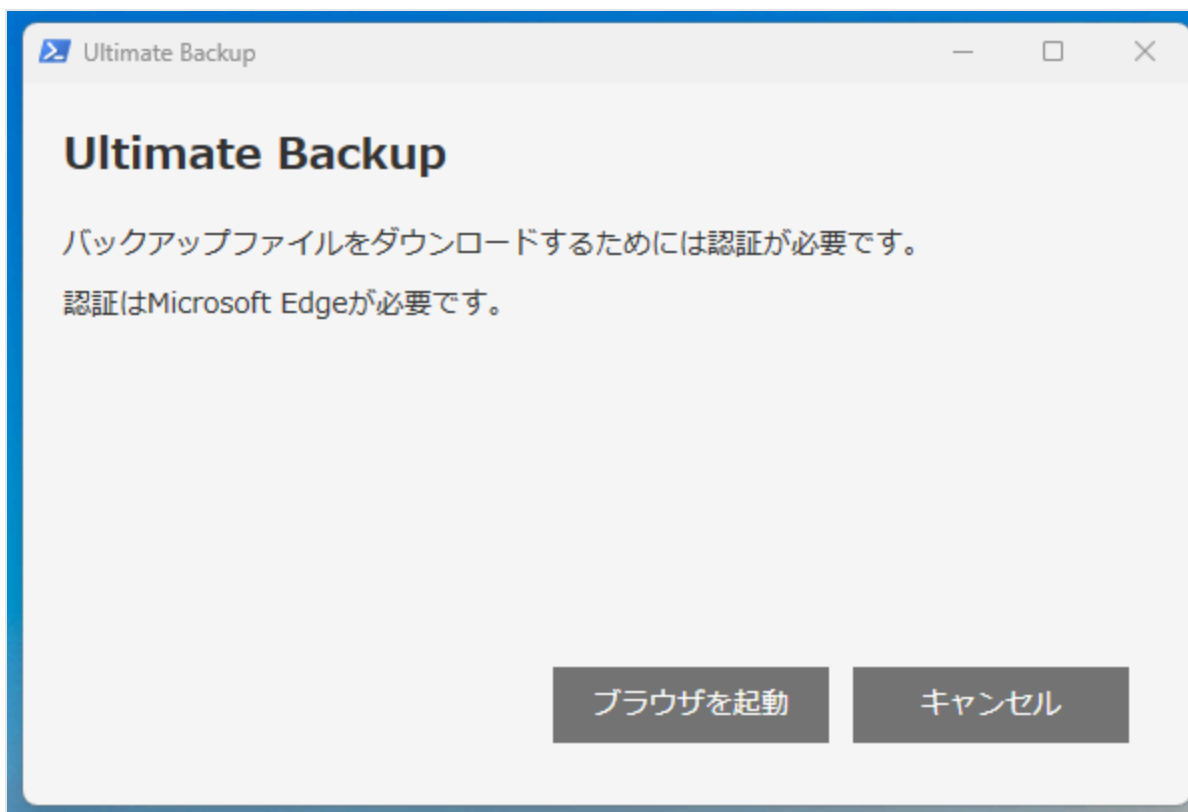 Ultimate Backup
Ultimate Backup
バックアップファイルをダウンロードするためには認証が必要です。
認証はMicrosoft Edgeが必要です。
ブラウザを起動
キャンセル